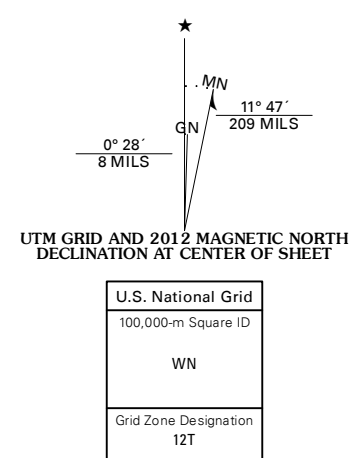 ★
MN
GN
11° 47´
209 MILS
0° 28´
8 MILS
UTM GRID AND 2012 MAGNETIC NORTH
DECLINATION AT CENTER OF SHEET
U.S. National Grid
100,000-m Square ID
WN
Grid Zone Designation
12T